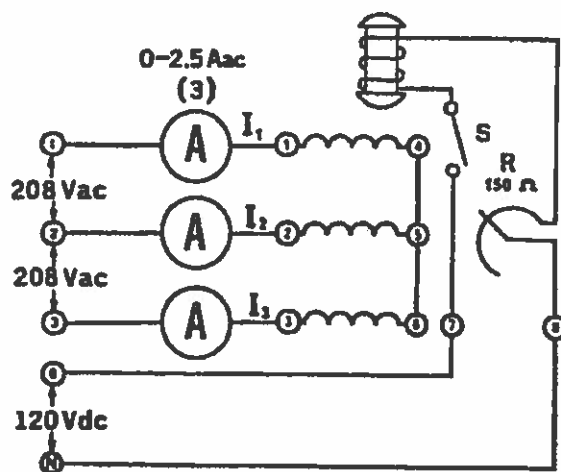 0-2.5 Aac
(3)
1 A I₁ 1 4
S
R
150 Ω
208 Vac
2 A I₂ 2 5
208 Vac
3 A I₃ 3 6 7 8
120 Vdc
N